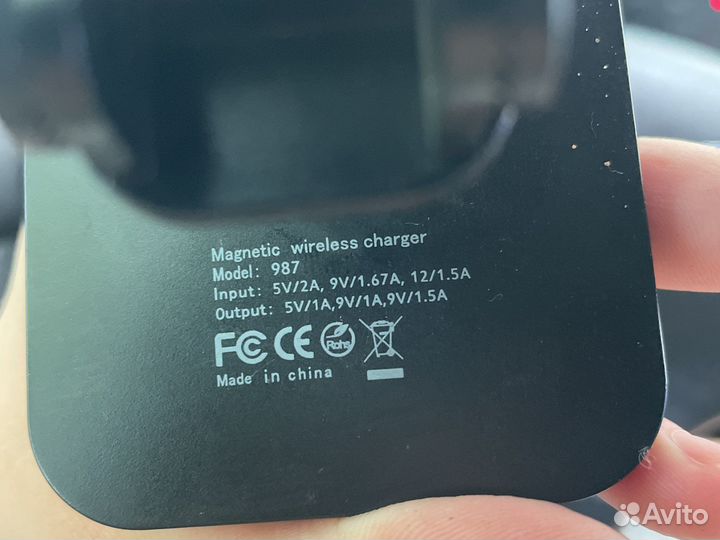 Magnetic wireless charger
Model: 987
Input: 5V/2A, 9V/1.67A, 12/1.5A
Output: 5V/1A,9V/1A,9V/1.5A
FC CE RoHs
Made in china
Avito